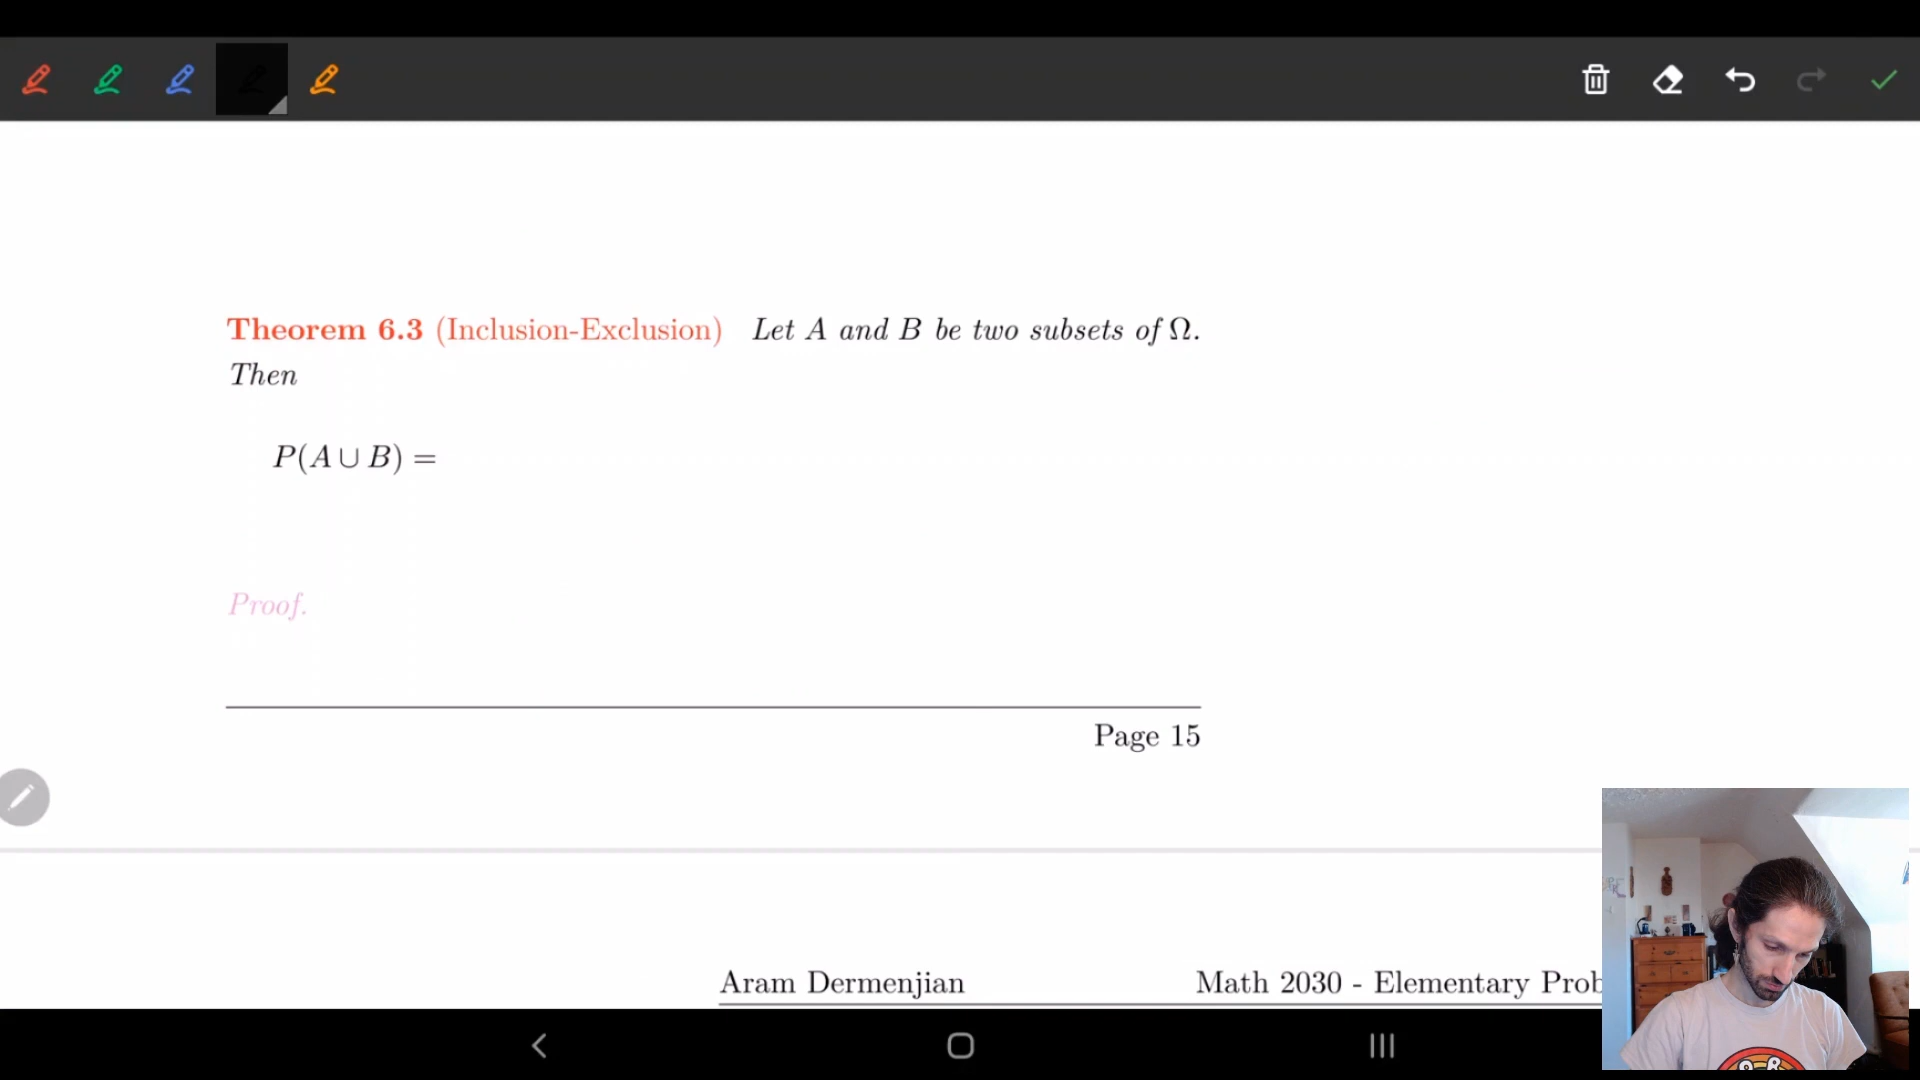 Theorem 6.3 (Inclusion-Exclusion) Let A and B be two subsets of Ω.
Then
P(A ∪ B) =
Proof.
Page 15
Aram Dermenjian Math 2030 - Elementary Prob